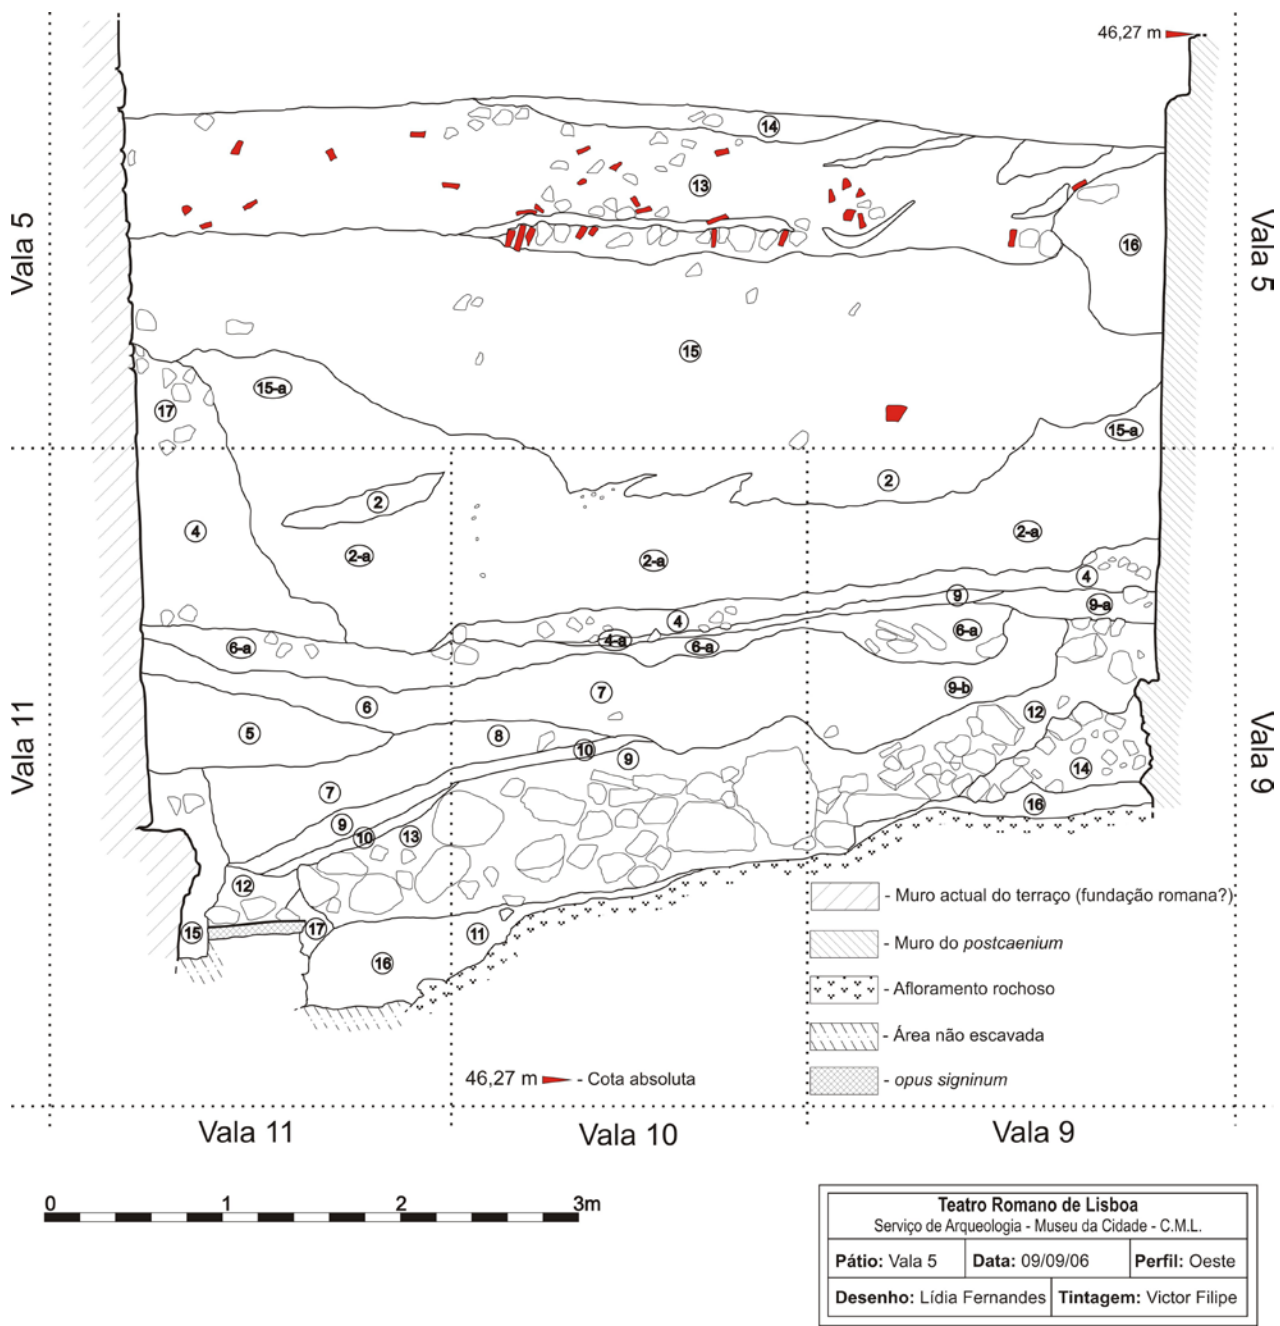 46,27 m
14
13
16
Vala 5
Vala 5
15
15-a
17
15-a
2
2
4
2-a
2-a
2-a
4
9
9-a
4
4-a
6-a
6-a
6-a
7
9-b
6
12
5
8
10
9
14
7
16
9
10
13
12
15
17
11
16
Vala 11
Vala 9
- Muro actual do terraço (fundação romana?)
- Muro do postcaenium
- Afloramento rochoso
- Área não escavada
- opus signinum
46,27 m - Cota absoluta
Vala 11 Vala 10 Vala 9
0 1 2 3m
Teatro Romano de Lisboa
Serviço de Arqueologia - Museu da Cidade - C.M.L.
Pátio: Vala 5 Data: 09/09/06 Perfil: Oeste
Desenho: Lídia Fernandes Tintagem: Victor Filipe